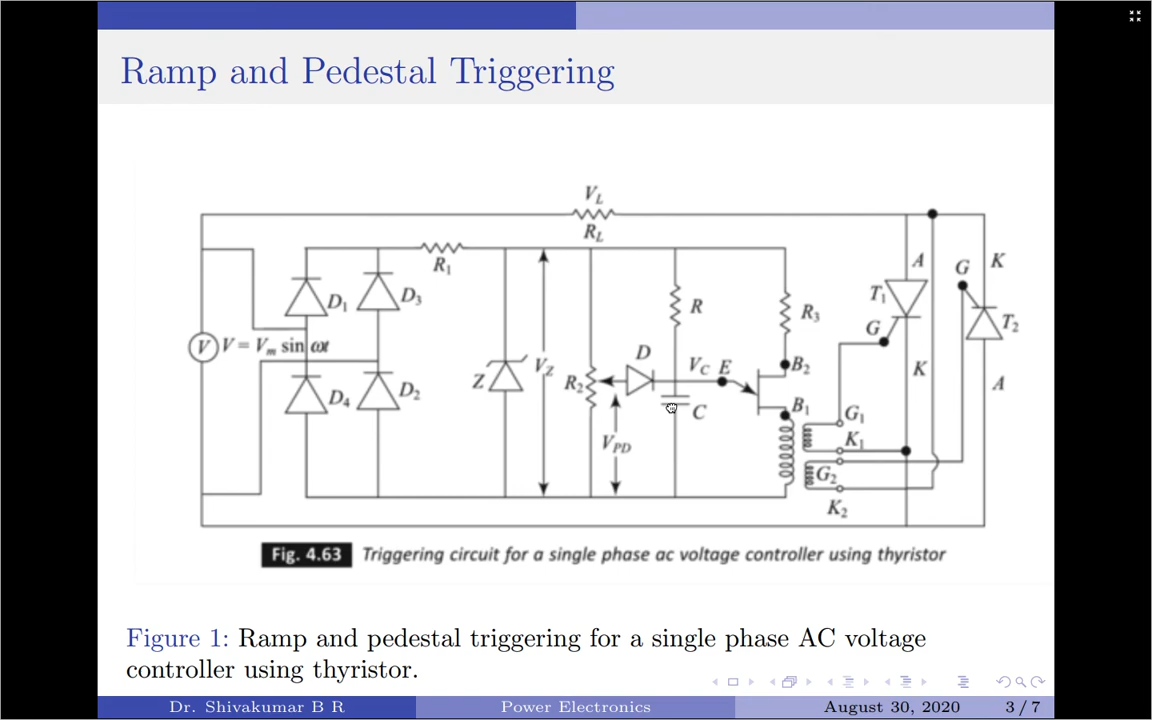 Ramp and Pedestal Triggering
V_L
R_L
R_1
D_1
D_3
V
V = V_m sin ωt
D_4
D_2
Z
V_Z
R_2
D
V_PD
R
V_C E
C
R_3
B_2
B_1
G_1
K_1
G_2
K_2
A
T_1
G
K
G
K
T_2
A
Fig. 4.63 Triggering circuit for a single phase ac voltage controller using thyristor
Figure 1: Ramp and pedestal triggering for a single phase AC voltage
controller using thyristor.
Dr. Shivakumar B R Power Electronics August 30, 2020 3 / 7